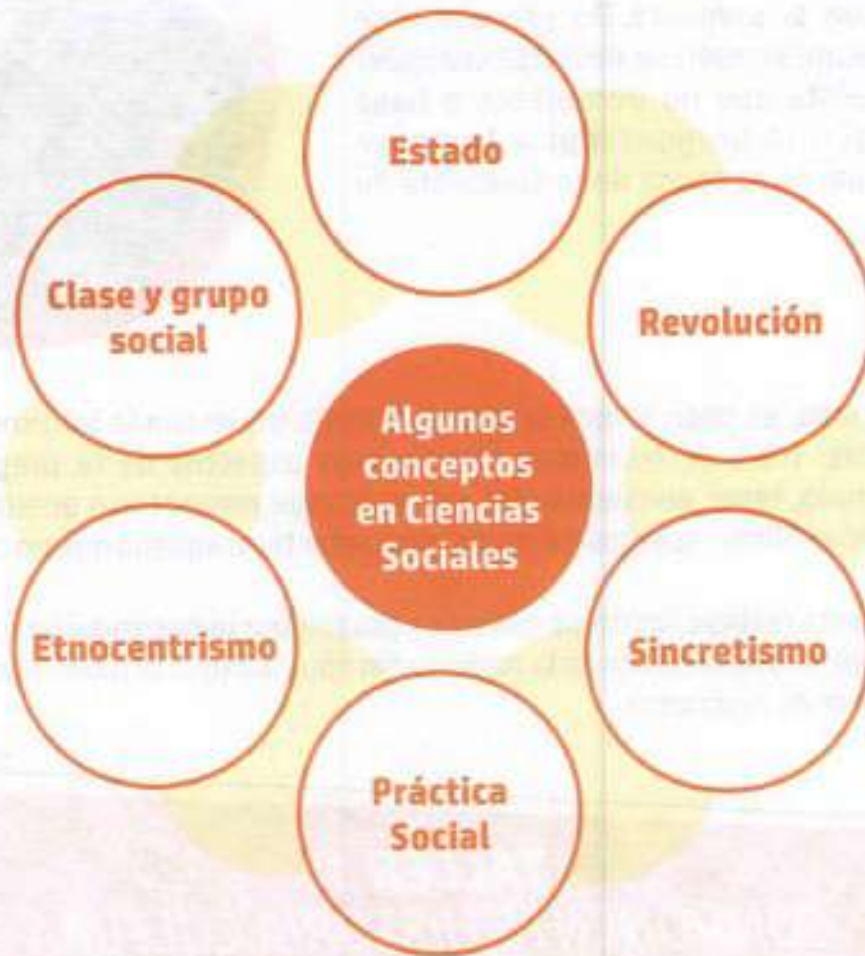 Estado
Clase y grupo
social
Revolución
Algunos
conceptos
en Ciencias
Sociales
Etnocentrismo
Sincretismo
Práctica
Social